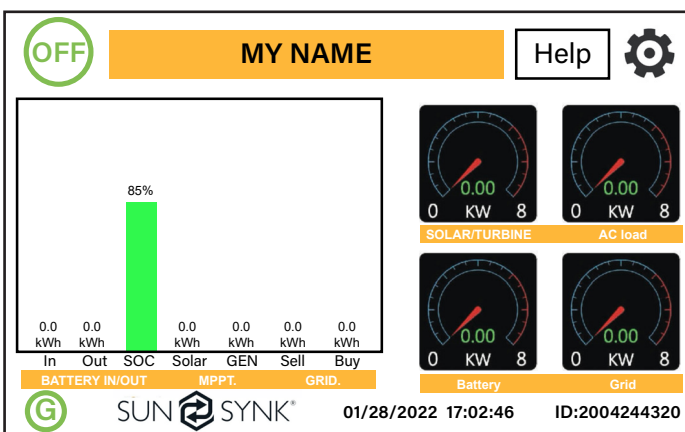 OFF
MY NAME
Help
85%
0.0 0.0 0.0 0.0 0.0 0.0
kWh kWh kWh kWh kWh kWh
In Out SOC Solar GEN Sell Buy
BATTERY IN/OUT MPPT. GRID.
0.00
0 KW 8
SOLAR/TURBINE
0.00
0 KW 8
AC load
0.00
0 KW 8
Battery
0.00
0 KW 8
Grid
G
SUN SYNK®
01/28/2022 17:02:46
ID:2004244320